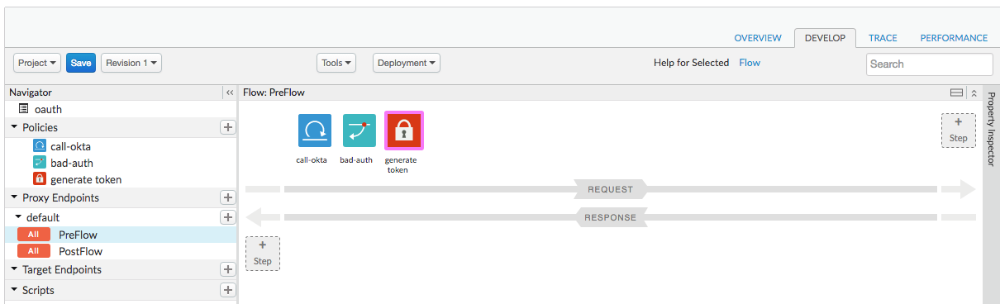 OVERVIEW DEVELOP TRACE PERFORMANCE
Project Save Revision 1 Tools Deployment Help for Selected Flow Search
Navigator
oauth
Policies
call-okta
bad-auth
generate token
Proxy Endpoints
default
All PreFlow
All PostFlow
Target Endpoints
Scripts
Flow: PreFlow
call-okta bad-auth generate
token
+
Step
REQUEST
RESPONSE
+
Step
Property Inspector